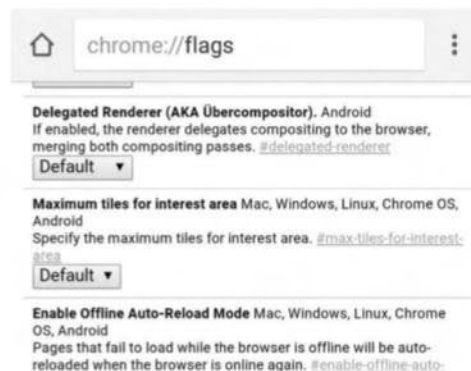 chrome://flags
Delegated Renderer (AKA Übercompositor). Android
If enabled, the renderer delegates compositing to the browser,
merging both compositing passes. #delegated-renderer
Default
Maximum tiles for interest area Mac, Windows, Linux, Chrome OS,
Android
Specify the maximum tiles for interest area. #max-tiles-for-interest-
area
Default
Enable Offline Auto-Reload Mode Mac, Windows, Linux, Chrome
OS, Android
Pages that fail to load while the browser is offline will be auto-
reloaded when the browser is online again. #enable-offline-auto-